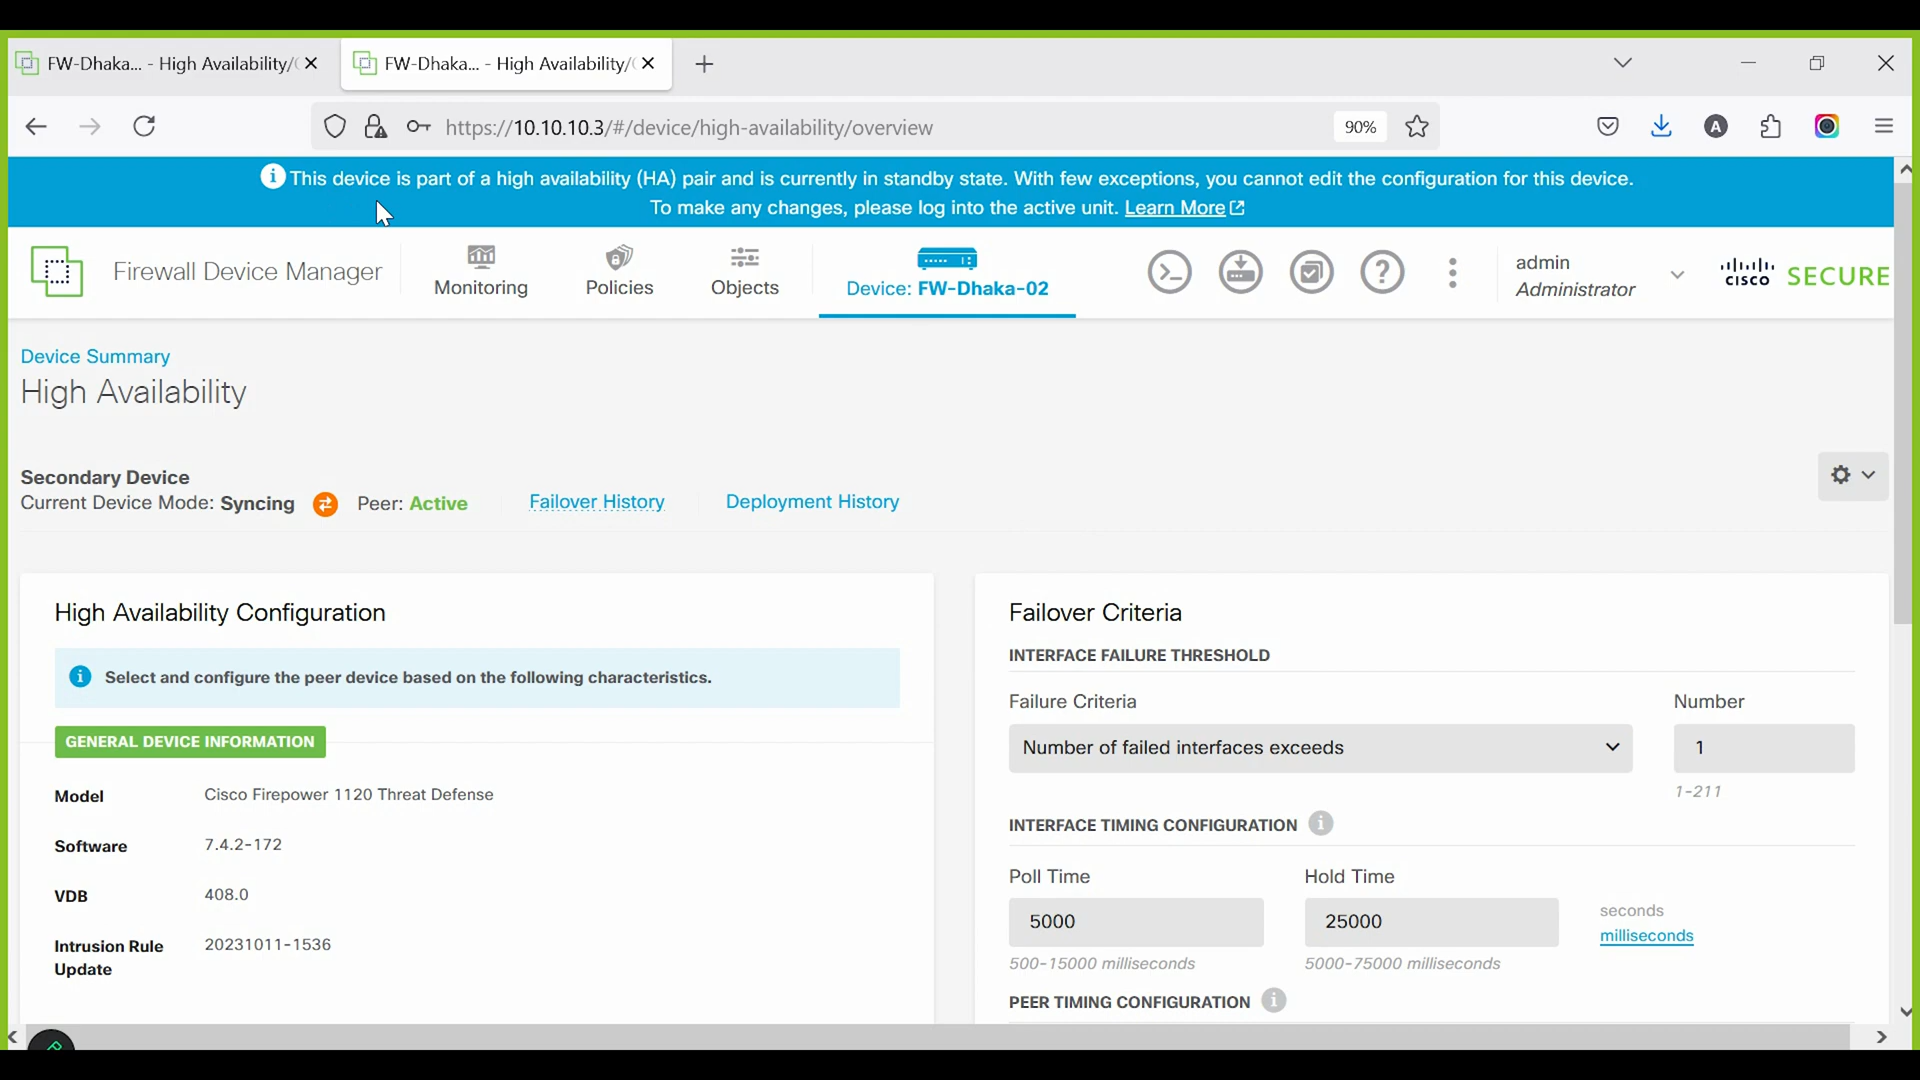 FW-Dhaka... - High Availability/
FW-Dhaka... - High Availability/
https://10.10.10.3/#/device/high-availability/overview
90%
A
This device is part of a high availability (HA) pair and is currently in standby state. With few exceptions, you cannot edit the configuration for this device.
To make any changes, please log into the active unit. Learn More
Firewall Device Manager
Monitoring
Policies
Objects
Device: FW-Dhaka-02
admin
Administrator
cisco SECURE
Device Summary
High Availability
Secondary Device
Current Device Mode: Syncing Peer: Active Failover History Deployment History
High Availability Configuration
Select and configure the peer device based on the following characteristics.
GENERAL DEVICE INFORMATION
Model Cisco Firepower 1120 Threat Defense
Software 7.4.2-172
VDB 408.0
Intrusion Rule 20231011-1536
Update
Failover Criteria
INTERFACE FAILURE THRESHOLD
Failure Criteria Number
Number of failed interfaces exceeds 1
1-211
INTERFACE TIMING CONFIGURATION
Poll Time Hold Time
5000 25000
seconds
milliseconds
500-15000 milliseconds 5000-75000 milliseconds
PEER TIMING CONFIGURATION